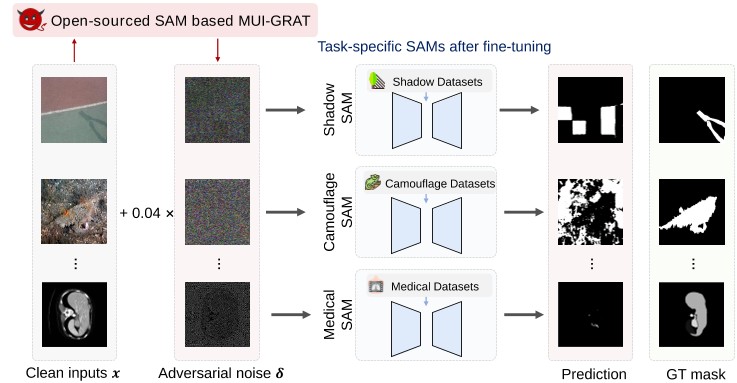 Open-sourced SAM based MUI-GRAT
Task-specific SAMs after fine-tuning
Shadow Datasets
Shadow
SAM
+ 0.04 ×
Camouflage Datasets
Camouflage
SAM
...
...
...
...
Medical Datasets
Medical
SAM
Clean inputs x
Adversarial noise δ
Prediction
GT mask